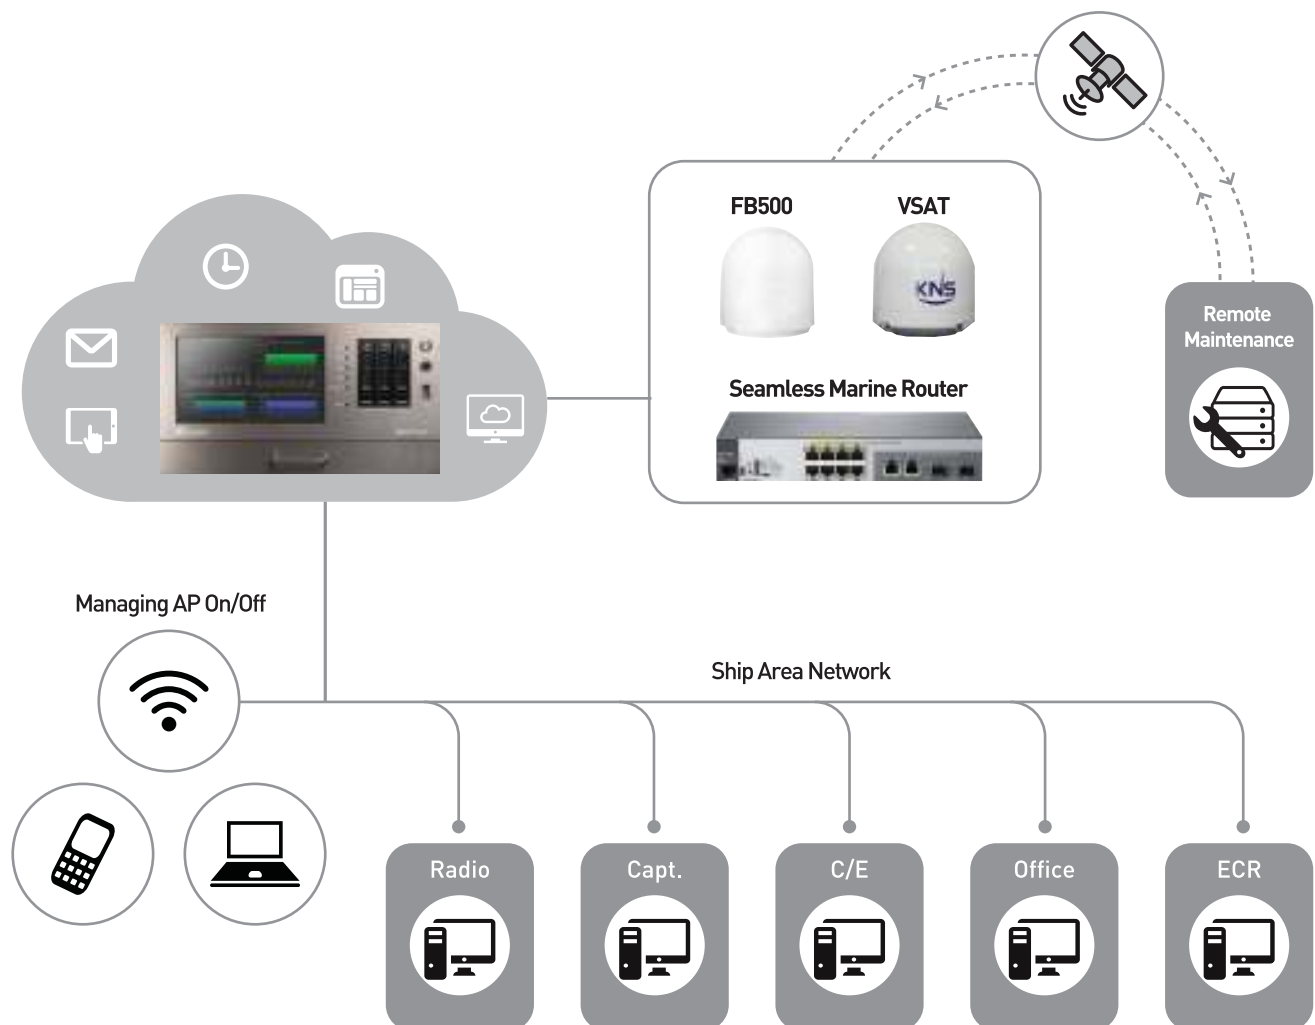 FB500
VSAT
KNS
Remote
Maintenance
Seamless Marine Router
Managing AP On/Off
Ship Area Network
Radio
Capt.
C/E
Office
ECR